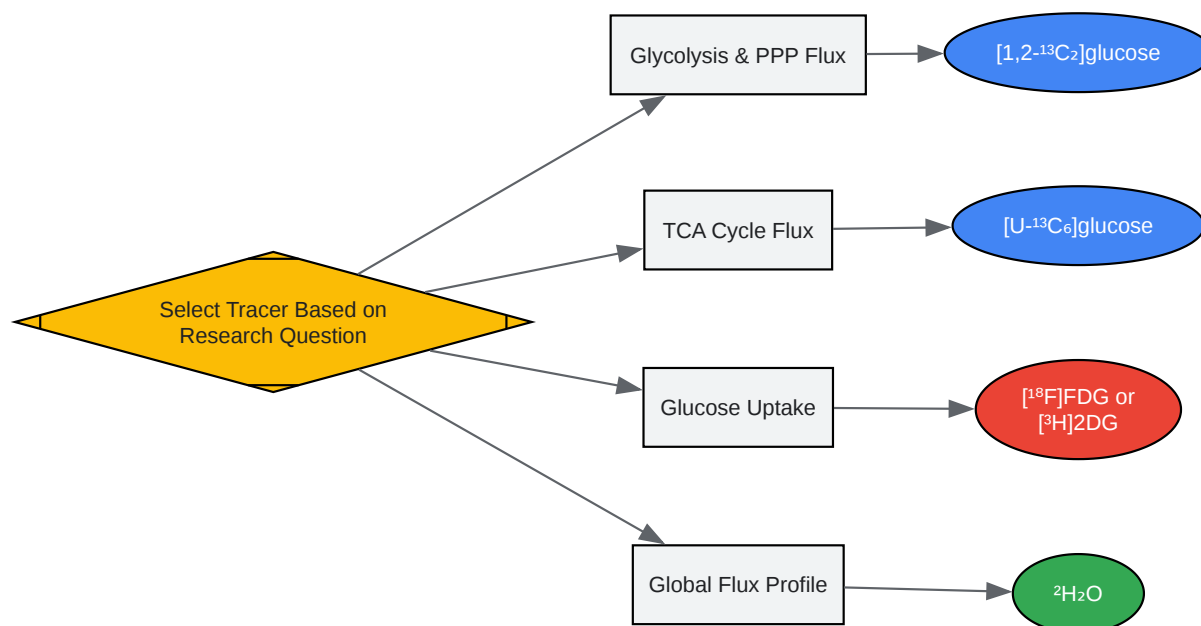 Glycolysis & PPP Flux
[1,2-¹³C₂]glucose
TCA Cycle Flux
[U-¹³C₆]glucose
Select Tracer Based on
Research Question
Glucose Uptake
[¹⁸F]FDG or
[³H]2DG
Global Flux Profile
²H₂O